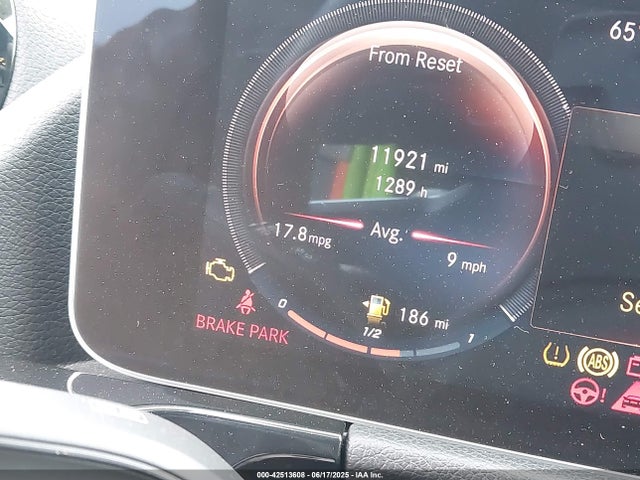 65°
From Reset
11921 mi
1289 h
Avg.
17.8 mpg
9 mph
0 1/2 1
186 mi
BRAKE PARK
ABS
!
000-42513608 - 06/17/2025 - IAA Inc.